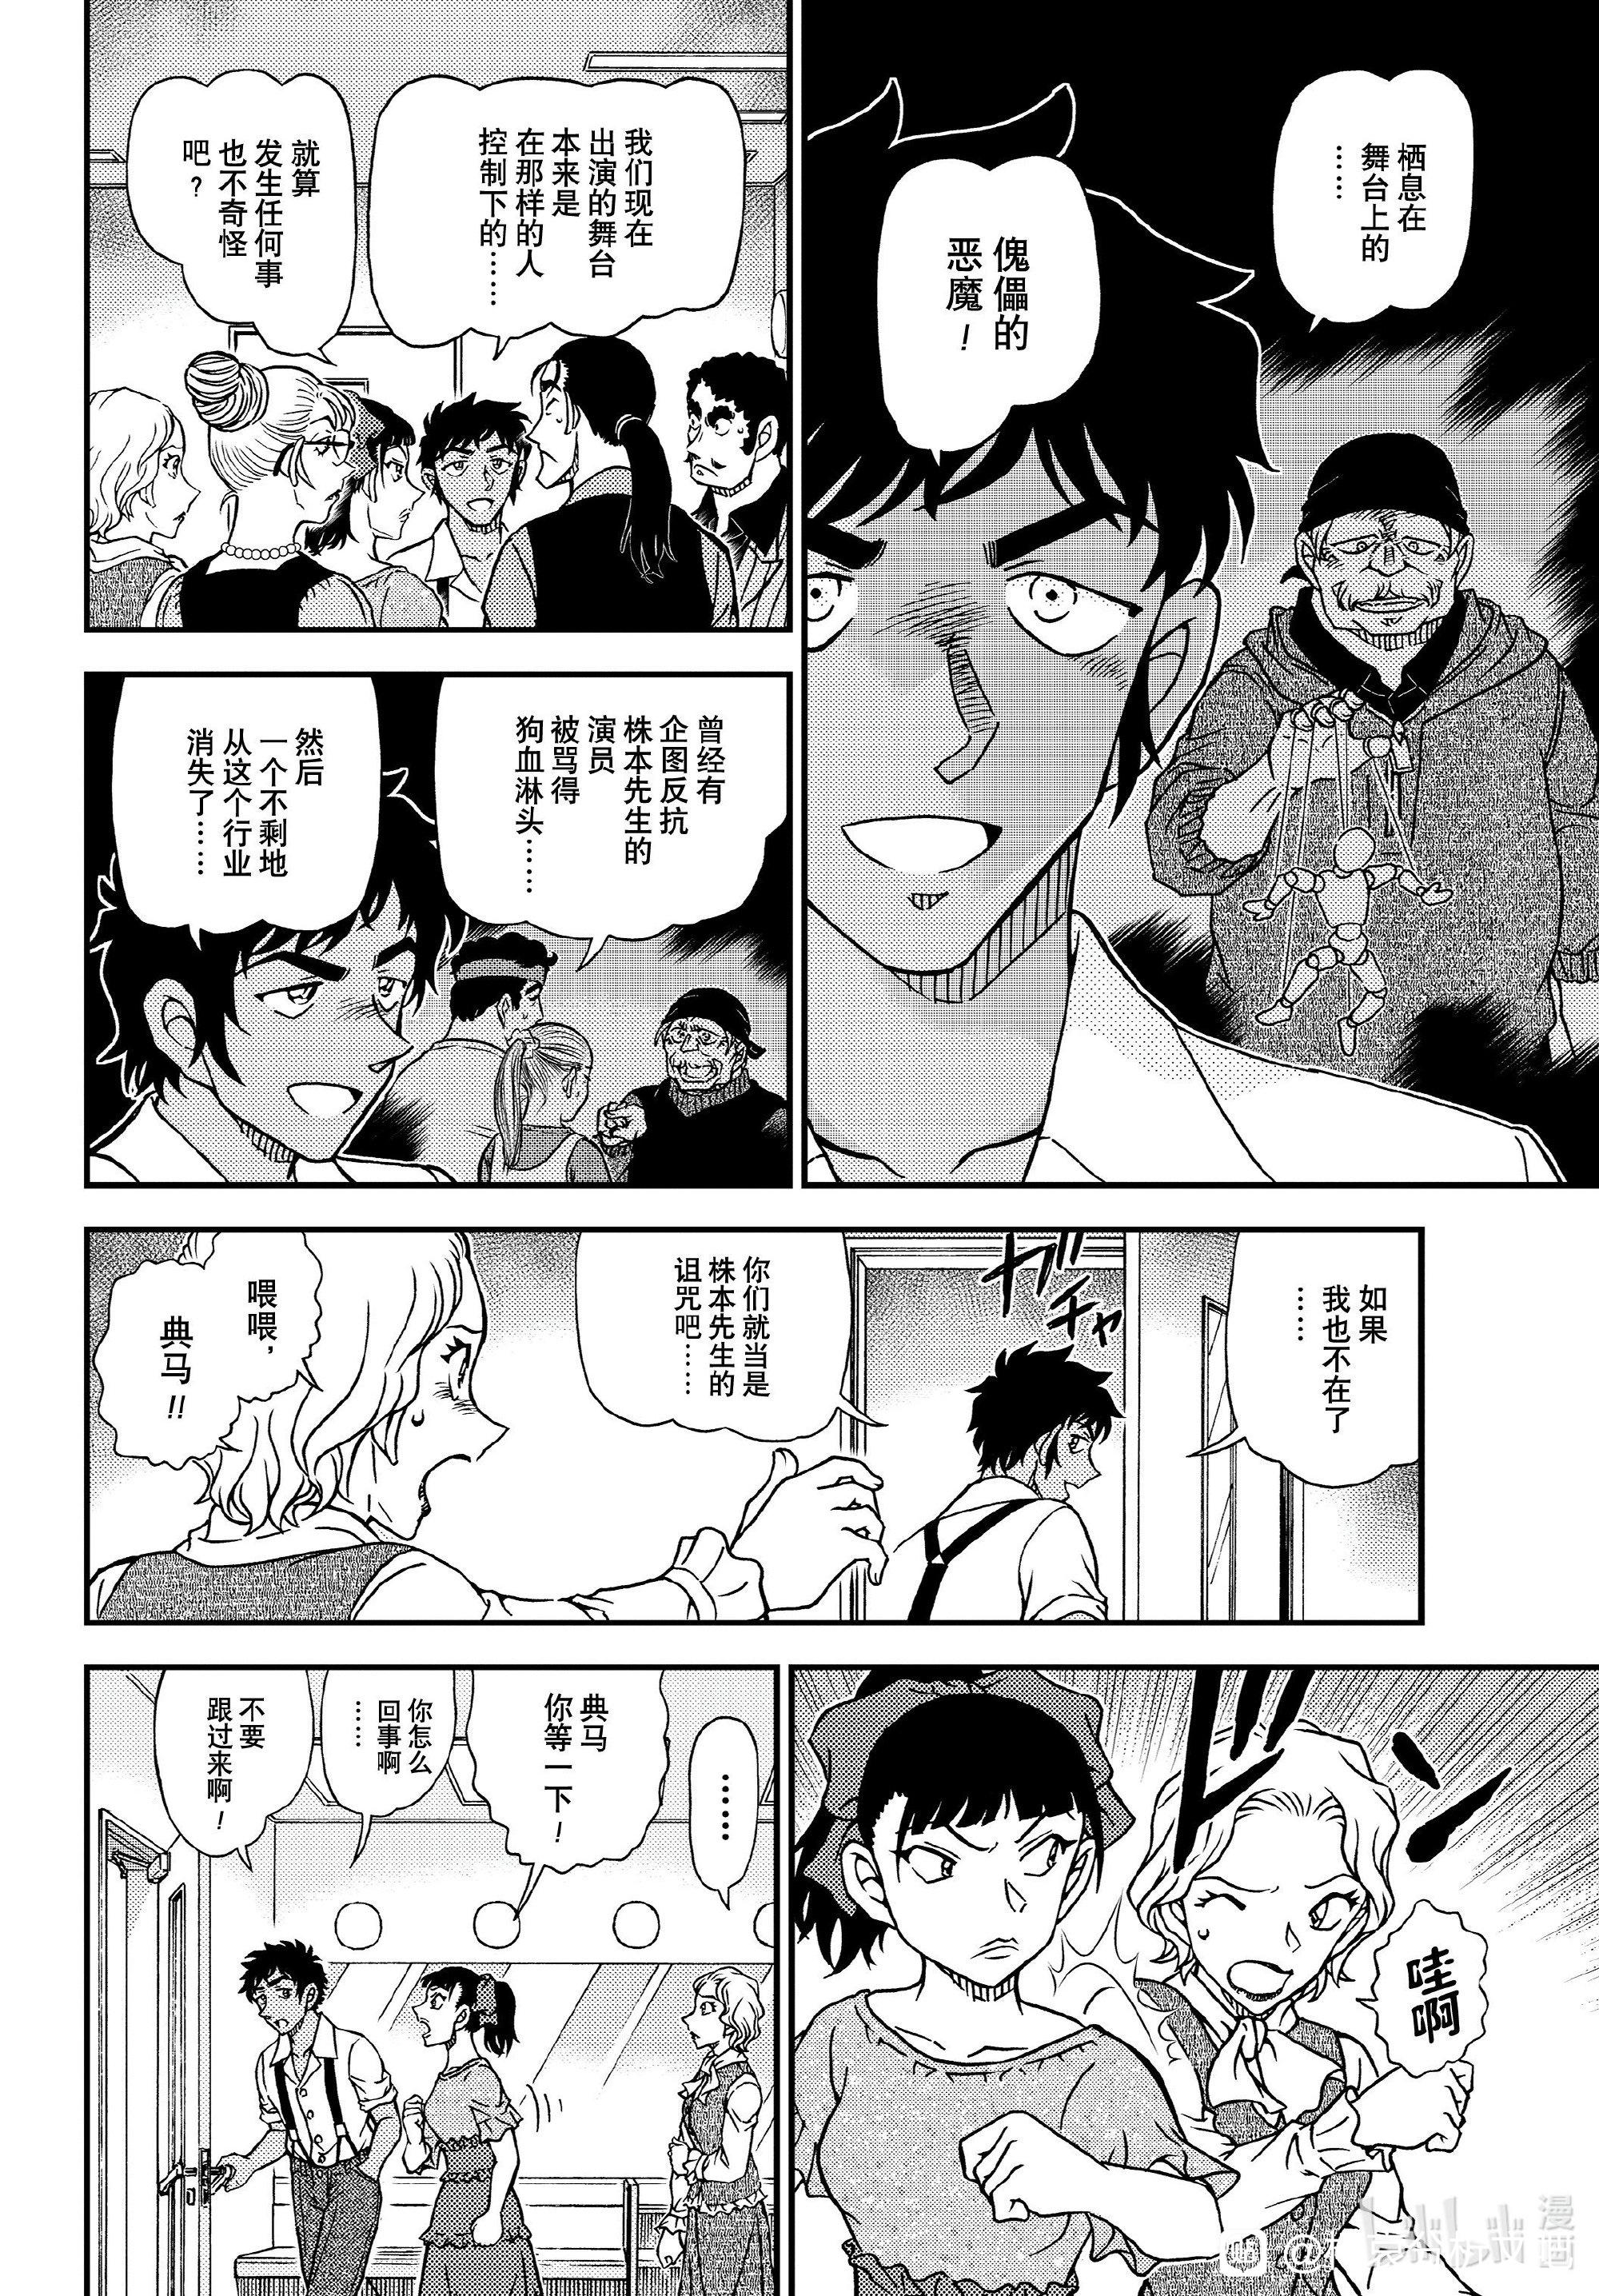 栖息在
舞台上的
……
傀儡的
恶魔！
我们现在
出演的舞台
本来是
在那样的人
控制下的……
就算
发生任何事
也不奇怪
吧？
曾经有
企图反抗
株本先生的
演员
被骂得
狗血淋头……
然后
一个不剩地
从这个行业
消失了……
如果
我也不在了
……
ガチャ
你们就当是
株本先生的
诅咒吧……
喂喂，
典马！！
ドン
哇啊
……
典马
你等一下！
你怎么
回事啊
……
不要
跟过来啊！
漫画